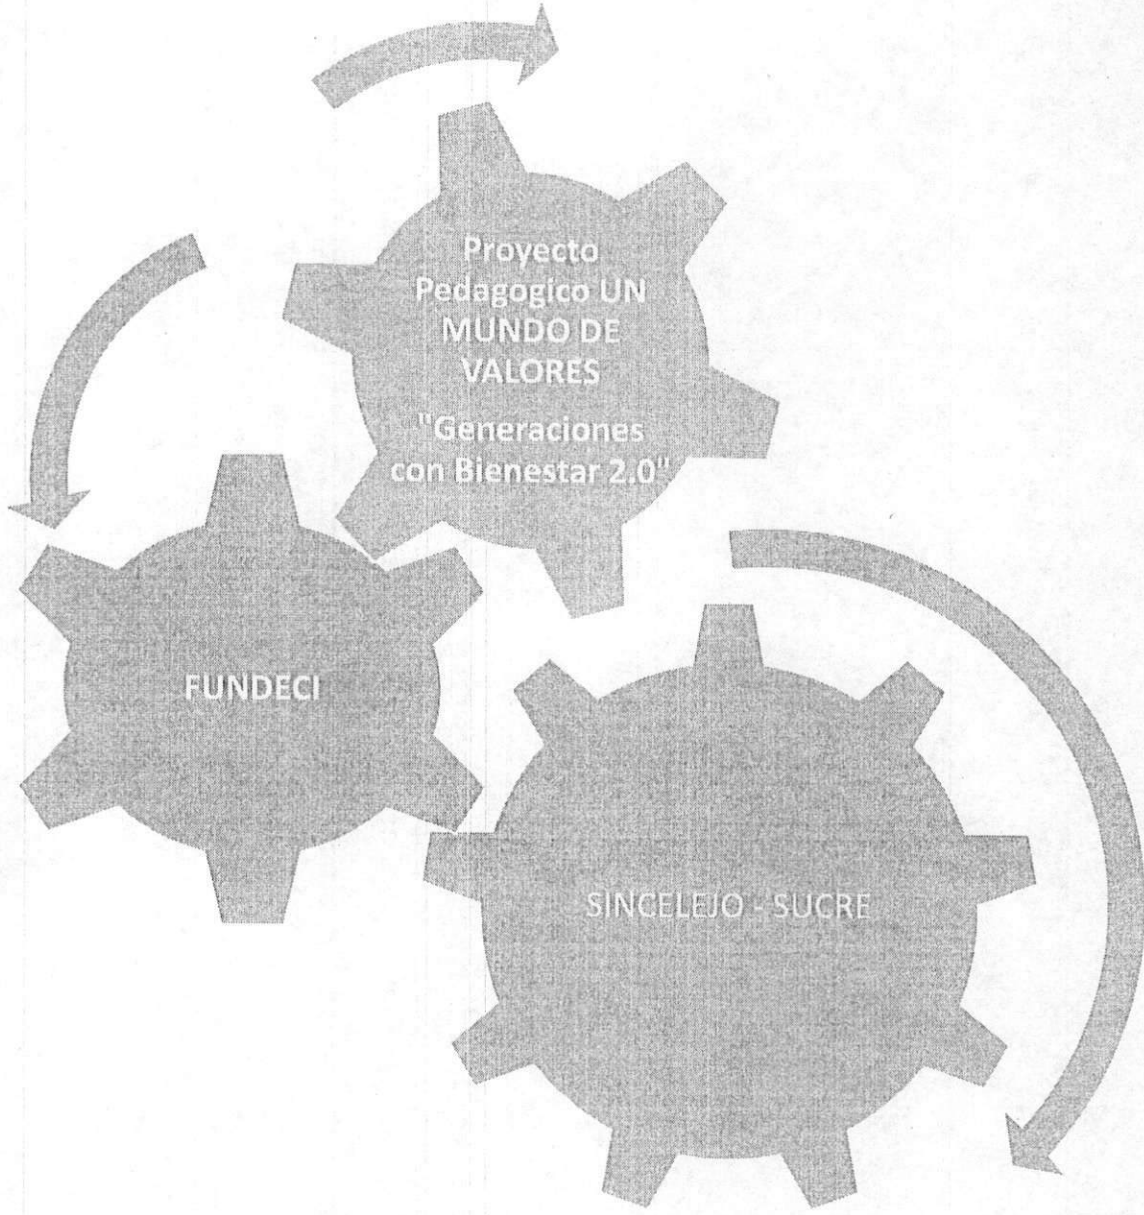 Proyecto
Pedagogico UN
MUNDO DE
VALORES
"Generaciones
con Bienestar 2.0"
FUNDECI
SINCELEJO - SUCRE